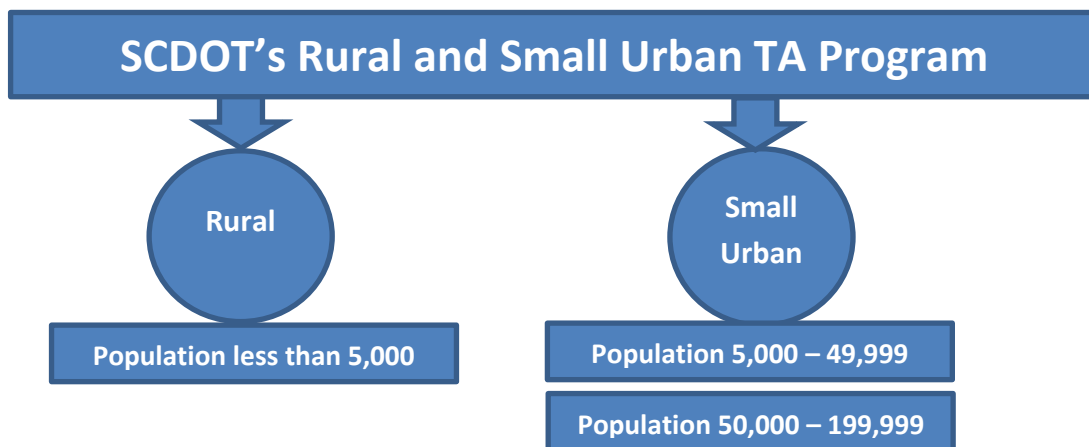 SCDOT’s Rural and Small Urban TA Program
Rural
Small
Urban
Population less than 5,000
Population 5,000 – 49,999
Population 50,000 – 199,999